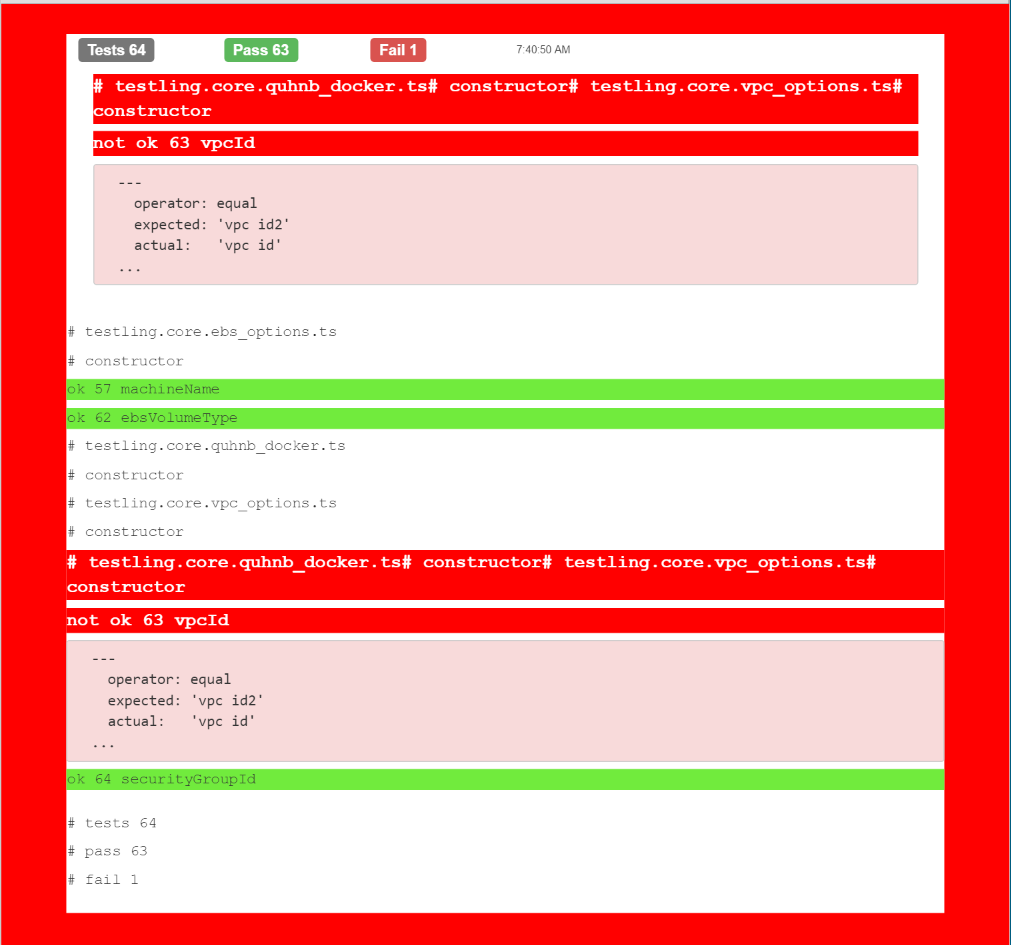 Tests 64 Pass 63 Fail 1 7:40:50 AM
# testling.core.quhnb_docker.ts# constructor# testling.core.vpc_options.ts#
constructor
not ok 63 vpcId
---
operator: equal
expected: 'vpc id2'
actual:   'vpc id'
...
# testling.core.ebs_options.ts
# constructor
ok 57 machineName
ok 62 ebsVolumeType
# testling.core.quhnb_docker.ts
# constructor
# testling.core.vpc_options.ts
# constructor
# testling.core.quhnb_docker.ts# constructor# testling.core.vpc_options.ts#
constructor
not ok 63 vpcId
---
operator: equal
expected: 'vpc id2'
actual:   'vpc id'
...
ok 64 securityGroupId
# tests 64
# pass 63
# fail 1